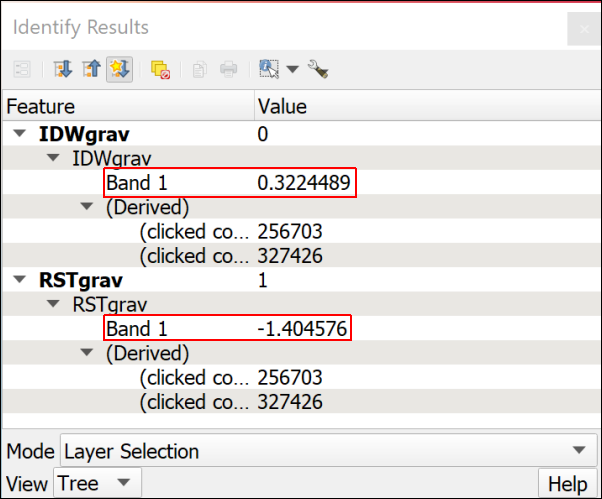 Identify Results
Feature Value
IDWgrav 0
IDWgrav
Band 1 0.3224489
(Derived)
(clicked co... 256703
(clicked co... 327426
RSTgrav 1
RSTgrav
Band 1 -1.404576
(Derived)
(clicked co... 256703
(clicked co... 327426
Mode Layer Selection
View Tree Help